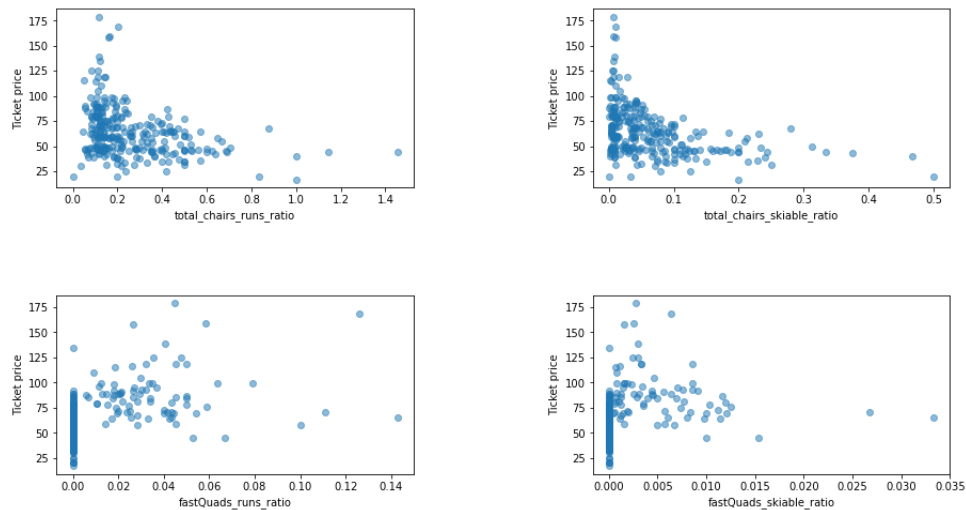 175
150
125
100
75
50
25
Ticket price
0.0 0.2 0.4 0.6 0.8 1.0 1.2 1.4
total_chairs_runs_ratio
175
150
125
100
75
50
25
Ticket price
0.0 0.1 0.2 0.3 0.4 0.5
total_chairs_skiable_ratio
175
150
125
100
75
50
25
Ticket price
0.00 0.02 0.04 0.06 0.08 0.10 0.12 0.14
fastQuads_runs_ratio
175
150
125
100
75
50
25
Ticket price
0.000 0.005 0.010 0.015 0.020 0.025 0.030 0.035
fastQuads_skiable_ratio